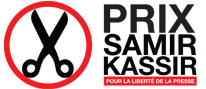 PRIX
SAMIR
KASSIR
POUR LA LIBERTÉ DE LA PRESSE